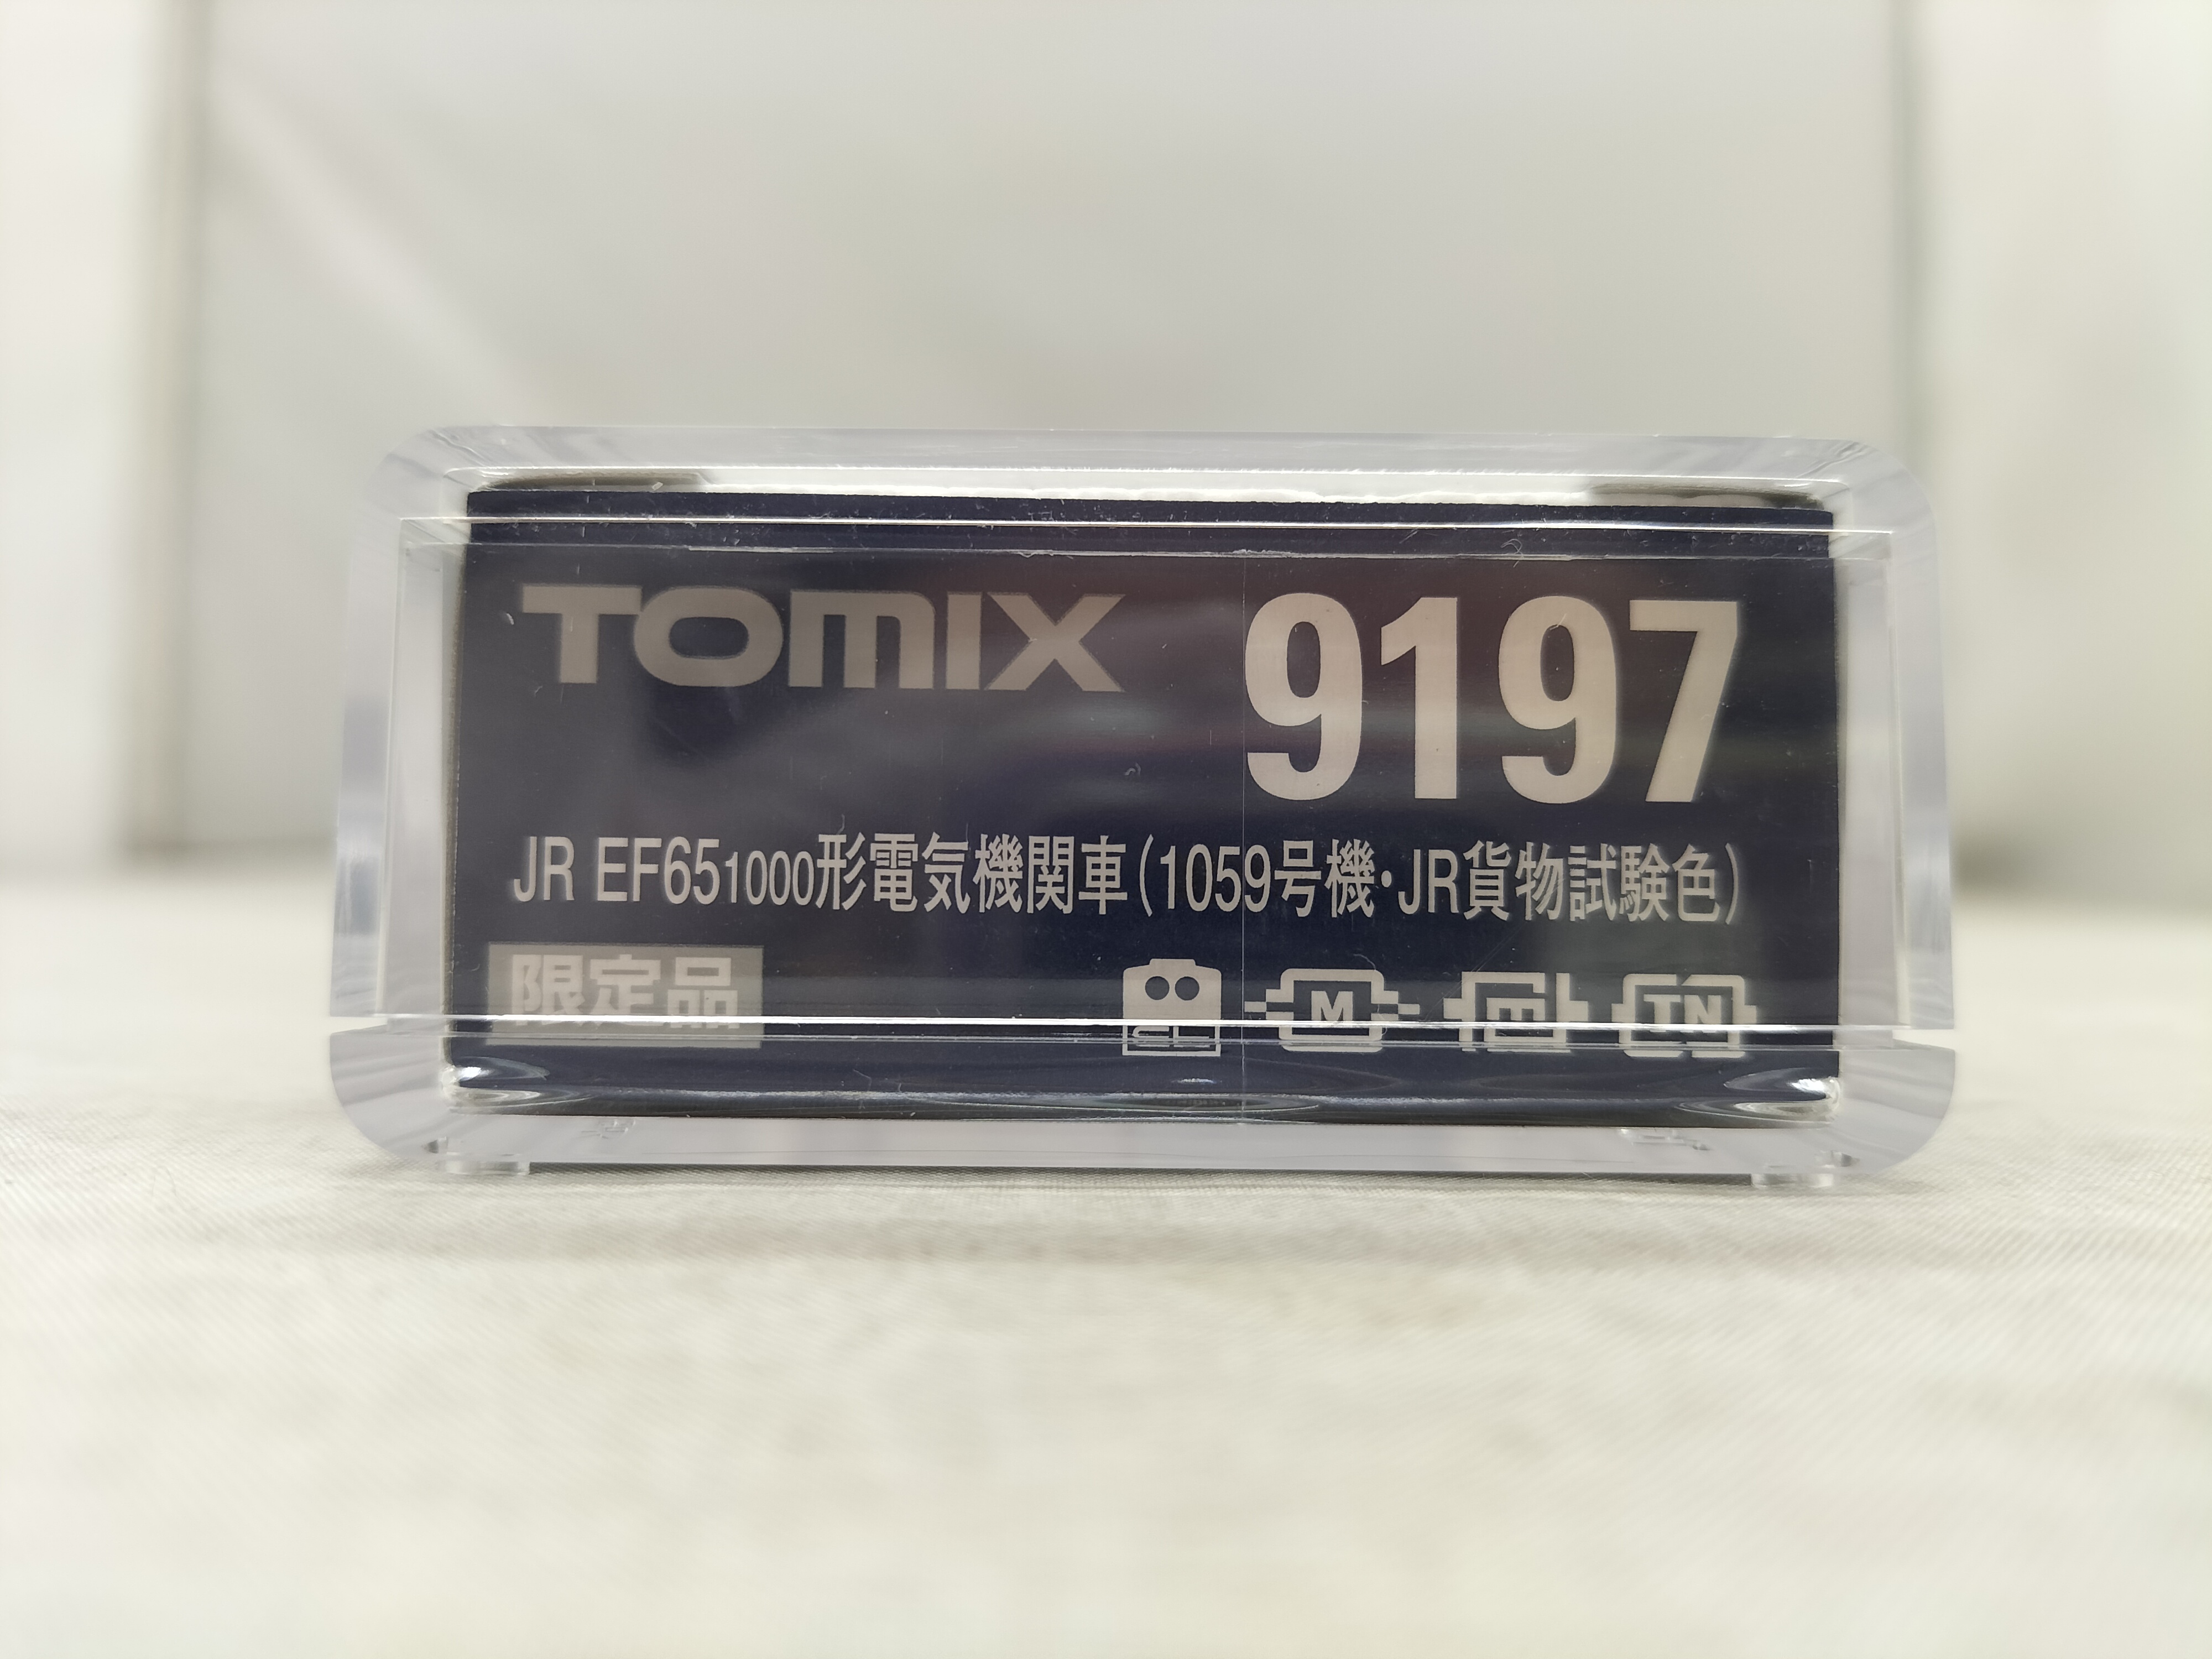 TOMIX 9197
JR EF651000形電気機関車(1059号機・JR貨物試験色)
限定品 M m TN